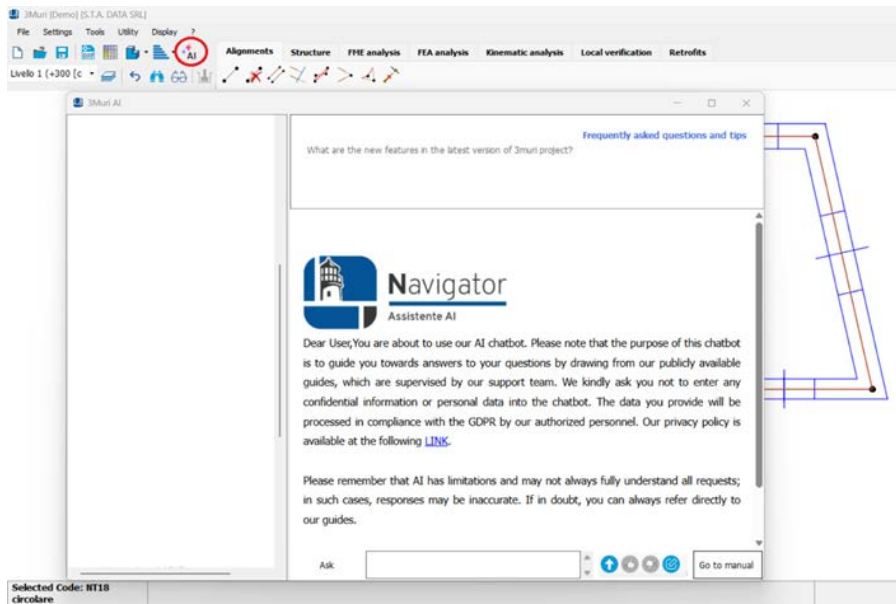 3Muri [Demo] [S.T.A. DATA SRL]
File Settings Tools Utility Display ?
AI Alignments Structure FME analysis FEA analysis Kinematic analysis Local verification Retrofits
Livello 1 (+300 [c
3Muri AI
Frequently asked questions and tips
What are the new features in the latest version of 3muri project?
Navigator
Assistente AI
Dear User,You are about to use our AI chatbot. Please note that the purpose of this chatbot
is to guide you towards answers to your questions by drawing from our publicly available
guides, which are supervised by our support team. We kindly ask you not to enter any
confidential information or personal data into the chatbot. The data you provide will be
processed in compliance with the GDPR by our authorized personnel. Our privacy policy is
available at the following LINK.
Please remember that AI has limitations and may not always fully understand all requests;
in such cases, responses may be inaccurate. If in doubt, you can always refer directly to
our guides.
Ask Go to manual
Selected Code: NT18
circolare